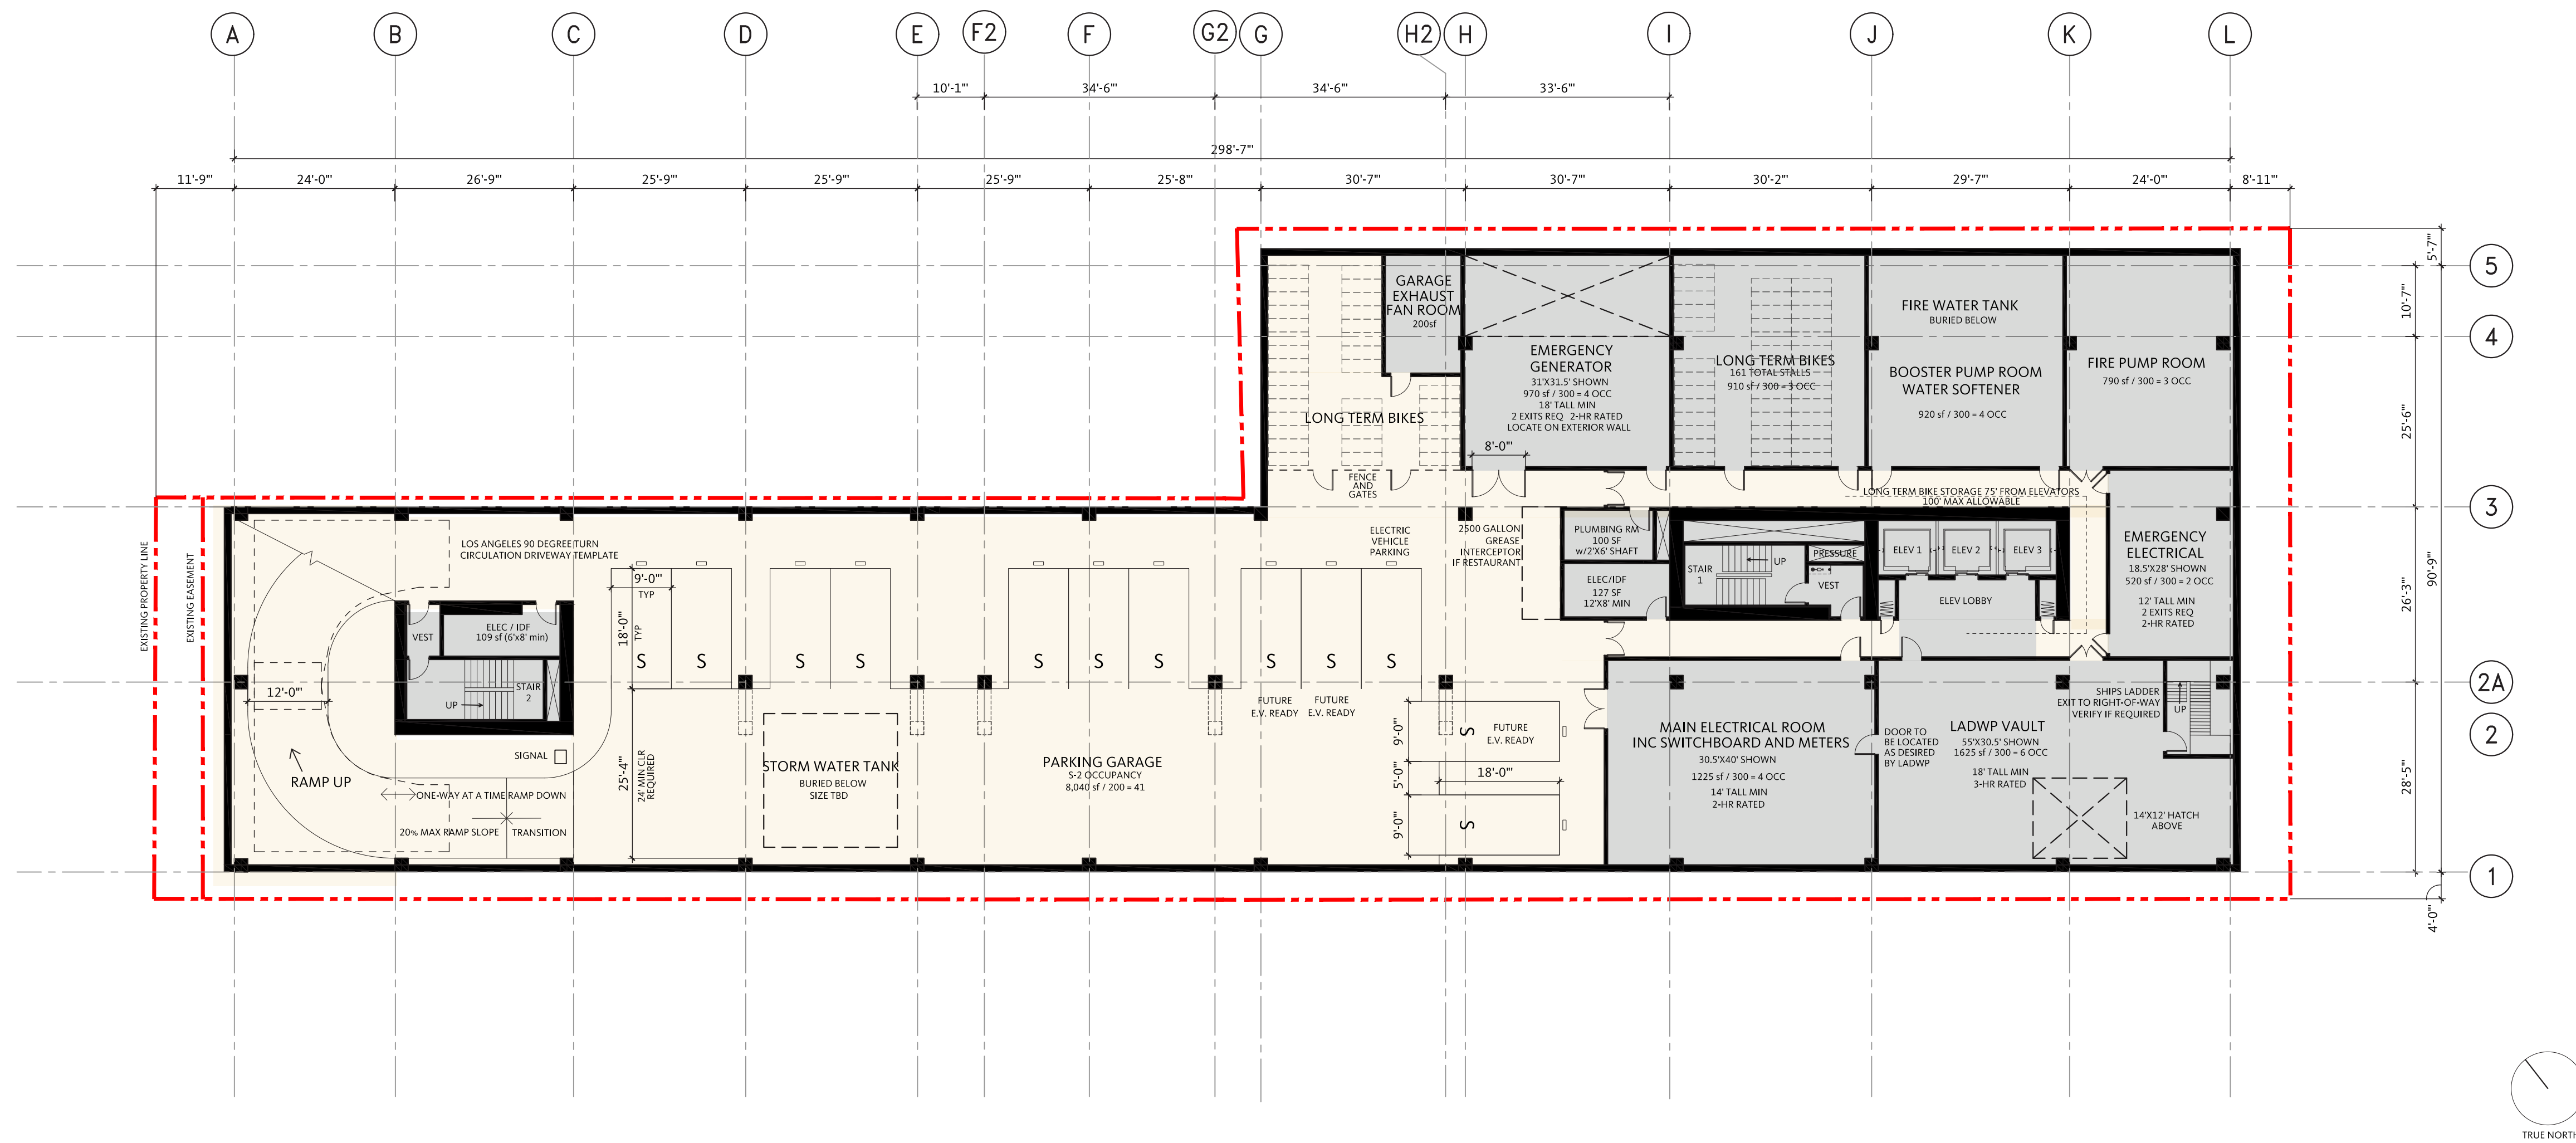 A B C D E F2 F G2 G H2 H I J K L
10'-1"' 34'-6"' 34'-6"' 33'-6"'
298'-7"'
11'-9"' 24'-0"' 26'-9"' 25'-9"' 25'-9"' 25'-9"' 25'-8"' 30'-7"' 30'-7"' 30'-2"' 29'-7"' 24'-0"' 8'-11"'
5'-7"'
5
10'-7"'
4
25'-6"'
3
90'-9"'
26'-3"'
2A
2
28'-5"'
1
4'-0"'
GARAGE
EXHAUST
FAN ROOM
200sf
LONG TERM BIKES
FENCE
AND
GATES
EMERGENCY
GENERATOR
31'X31.5' SHOWN
970 sf / 300 = 4 OCC
18' TALL MIN
2 EXITS REQ 2-HR RATED
LOCATE ON EXTERIOR WALL
8'-0"'
LONG TERM BIKES
161 TOTAL STALLS
910 sf / 300 = 3 OCC
FIRE WATER TANK
BURIED BELOW
BOOSTER PUMP ROOM
WATER SOFTENER
920 sf / 300 = 4 OCC
FIRE PUMP ROOM
790 sf / 300 = 3 OCC
LONG TERM BIKE STORAGE 75' FROM ELEVATORS
100' MAX ALLOWABLE
EXISTING PROPERTY LINE
EXISTING EASEMENT
LOS ANGELES 90 DEGREE TURN
CIRCULATION DRIVEWAY TEMPLATE
VEST
ELEC / IDF
109 sf (6'x8' min)
STAIR
2
UP
12'-0"'
RAMP UP
SIGNAL
ONE-WAY AT A TIME RAMP DOWN
20% MAX RAMP SLOPE
TRANSITION
9'-0"'
TYP
18'-0"'
TYP
25'-4"'
24' MIN CLR
REQUIRED
S S S S S S S S S S
STORM WATER TANK
BURIED BELOW
SIZE TBD
PARKING GARAGE
S-2 OCCUPANCY
8,040 sf / 200 = 41
FUTURE
E.V. READY
FUTURE
E.V. READY
ELECTRIC
VEHICLE
PARKING
2500 GALLON
GREASE
INTERCEPTOR
IF RESTAURANT
9'-0"'
S
FUTURE
E.V. READY
5'-0"'
18'-0"'
9'-0"'
S
PLUMBING RM
100 SF
w/2'X6' SHAFT
ELEC/IDF
127 SF
12'X8' MIN
STAIR
1
UP
PRESSURE
VEST
ELEV 1
ELEV 2
ELEV 3
ELEV LOBBY
EMERGENCY
ELECTRICAL
18.5'X28' SHOWN
520 sf / 300 = 2 OCC
12' TALL MIN
2 EXITS REQ
2-HR RATED
MAIN ELECTRICAL ROOM
INC SWITCHBOARD AND METERS
30.5'X40' SHOWN
1225 sf / 300 = 4 OCC
14' TALL MIN
2-HR RATED
DOOR TO
BE LOCATED
AS DESIRED
BY LADWP
LADWP VAULT
55'X30.5' SHOWN
1625 sf / 300 = 6 OCC
18' TALL MIN
3-HR RATED
SHIPS LADDER
EXIT TO RIGHT-OF-WAY
VERIFY IF REQUIRED
UP
14'X12' HATCH
ABOVE
TRUE NORTH